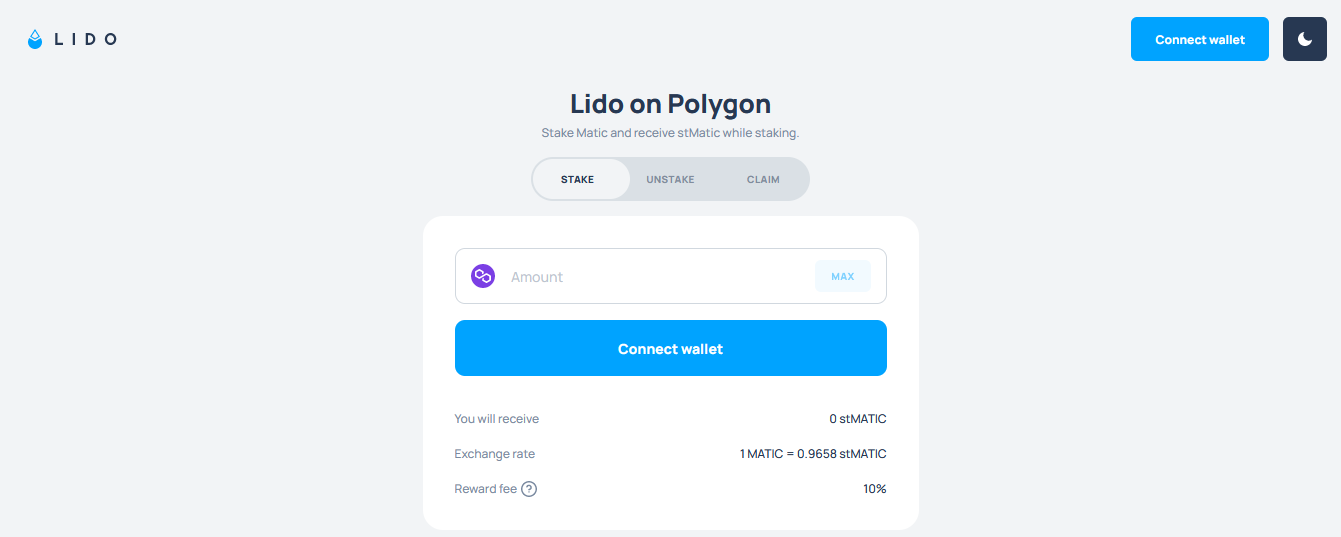 LIDO
Connect wallet
Lido on Polygon
Stake Matic and receive stMatic while staking.
STAKE UNSTAKE CLAIM
Amount MAX
Connect wallet
You will receive 0 stMATIC
Exchange rate 1 MATIC = 0.9658 stMATIC
Reward fee ? 10%